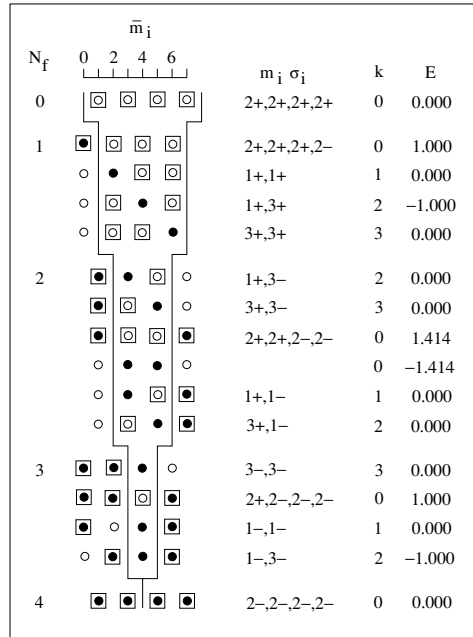 m̄ i
N f 0 2 4 6 m i σ i k E
0 2+,2+,2+,2+ 0 0.000
1 2+,2+,2+,2− 0 1.000
1+,1+ 1 0.000
1+,3+ 2 −1.000
3+,3+ 3 0.000
2 1+,3− 2 0.000
3+,3− 3 0.000
2+,2+,2−,2− 0 1.414
0 −1.414
1+,1− 1 0.000
3+,1− 2 0.000
3 3−,3− 3 0.000
2+,2−,2−,2− 0 1.000
1−,1− 1 0.000
1−,3− 2 −1.000
4 2−,2−,2−,2− 0 0.000